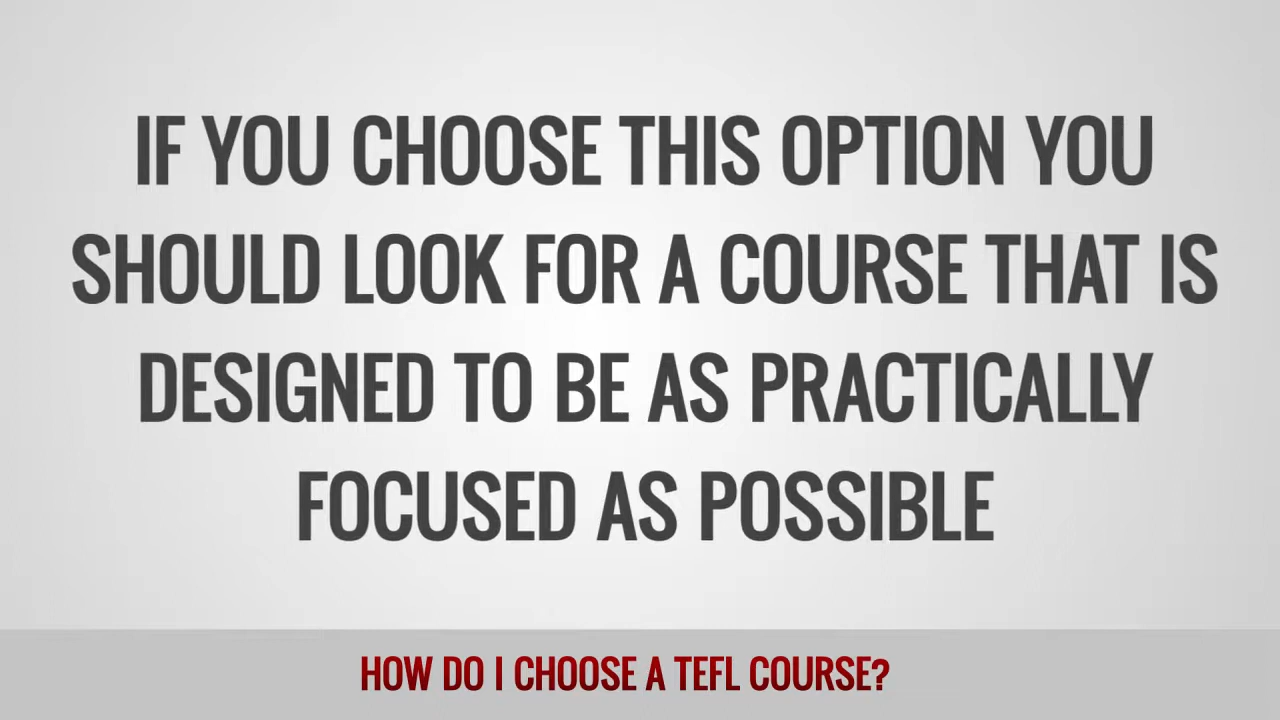 IF YOU CHOOSE THIS OPTION YOU
SHOULD LOOK FOR A COURSE THAT IS
DESIGNED TO BE AS PRACTICALLY
FOCUSED AS POSSIBLE
HOW DO I CHOOSE A TEFL COURSE?